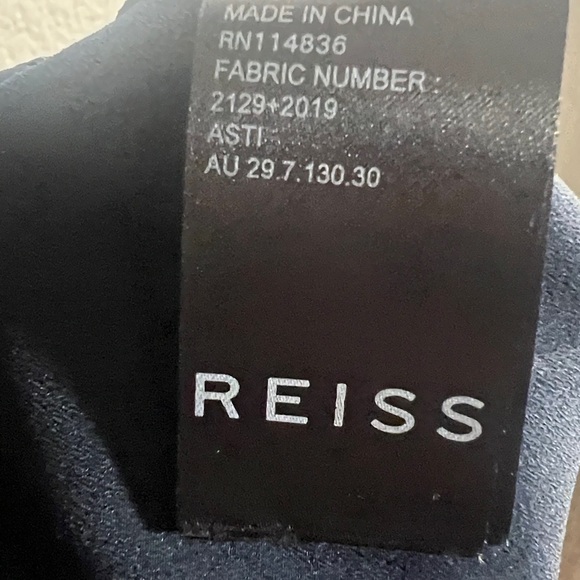 MADE IN CHINA
RN114836
FABRIC NUMBER :
2129+2019
ASTI
AU 29.7.130.30
REISS